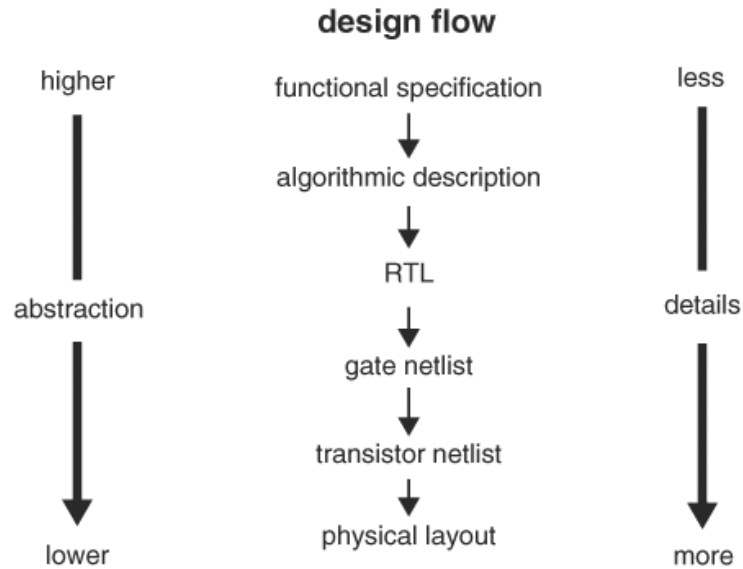 design flow
higher
functional specification
less
algorithmic description
RTL
abstraction
details
gate netlist
transistor netlist
physical layout
lower
more